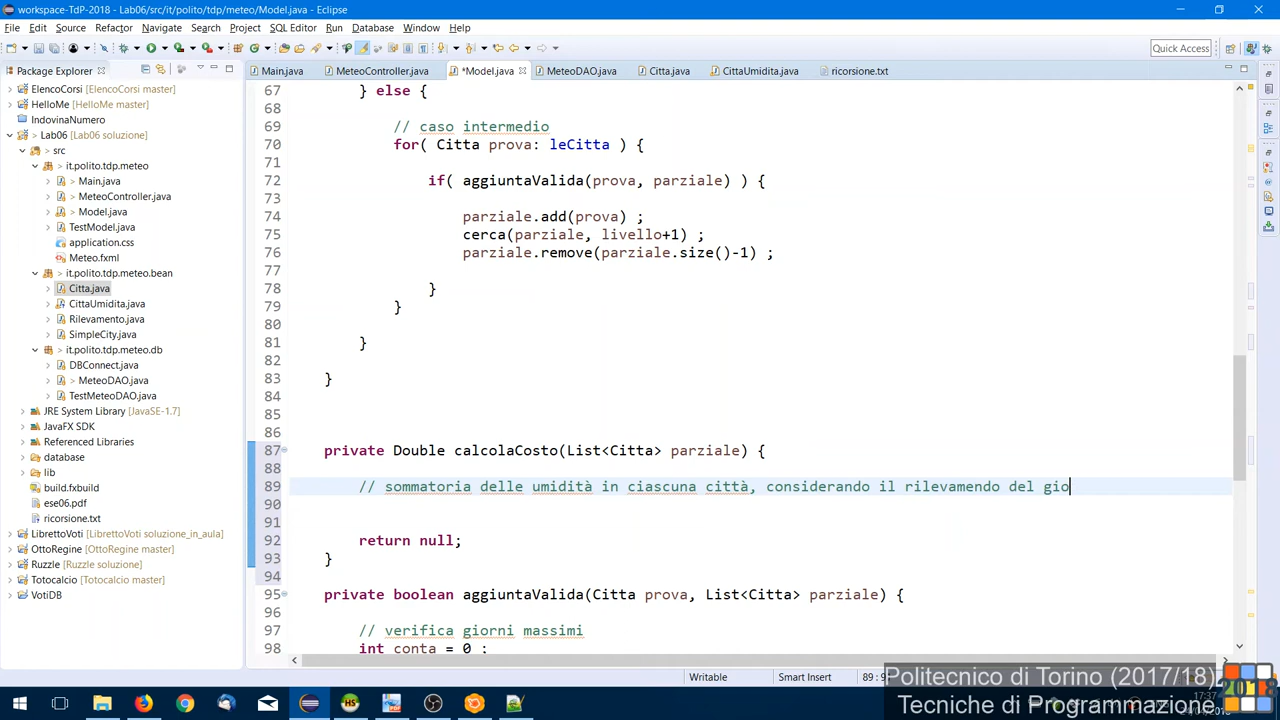 workspace-TdP-2018 - Lab06/src/it/polito/tdp/meteo/Model.java - Eclipse
File Edit Source Refactor Navigate Search Project SQL Editor Run Database Window Help
Quick Access
Package Explorer
Main.java MeteoController.java *Model.java MeteoDAO.java Citta.java CittaUmidita.java ricorsione.txt
ElencoCorsi [ElencoCorsi master]
HelloMe [HelloMe master]
IndovinaNumero
> Lab06 [Lab06 soluzione]
> src
> it.polito.tdp.meteo
> Main.java
> MeteoController.java
> Model.java
TestModel.java
application.css
Meteo.fxml
> it.polito.tdp.meteo.bean
Citta.java
CittaUmidita.java
Rilevamento.java
SimpleCity.java
> it.polito.tdp.meteo.db
DBConnect.java
> MeteoDAO.java
TestMeteoDAO.java
JRE System Library [JavaSE-1.7]
JavaFX SDK
Referenced Libraries
database
lib
build.fxbuild
ese06.pdf
ricorsione.txt
LibrettoVoti [LibrettoVoti soluzione_in_aula]
OttoRegine [OttoRegine master]
Ruzzle [Ruzzle soluzione]
Totocalcio [Totocalcio master]
VotiDB
67 } else {
68
69 // caso intermedio
70 for( Citta prova: leCitta ) {
71
72 if( aggiuntaValida(prova, parziale) ) {
73
74 parziale.add(prova) ;
75 cerca(parziale, livello+1) ;
76 parziale.remove(parziale.size()-1) ;
77
78 }
79 }
80
81 }
82
83 }
84
85
86
87 private Double calcolaCosto(List<Citta> parziale) {
88
89 // sommatoria delle umidità in ciascuna città, considerando il rilevamendo del gio
90
91
92 return null;
93 }
94
95 private boolean aggiuntaValida(Citta prova, List<Citta> parziale) {
96
97 // verifica giorni massimi
98 int conta = 0 ;
Writable Smart Insert
Politecnico di Torino (2017/18)
Tecniche di Programmazione
2018
17:37